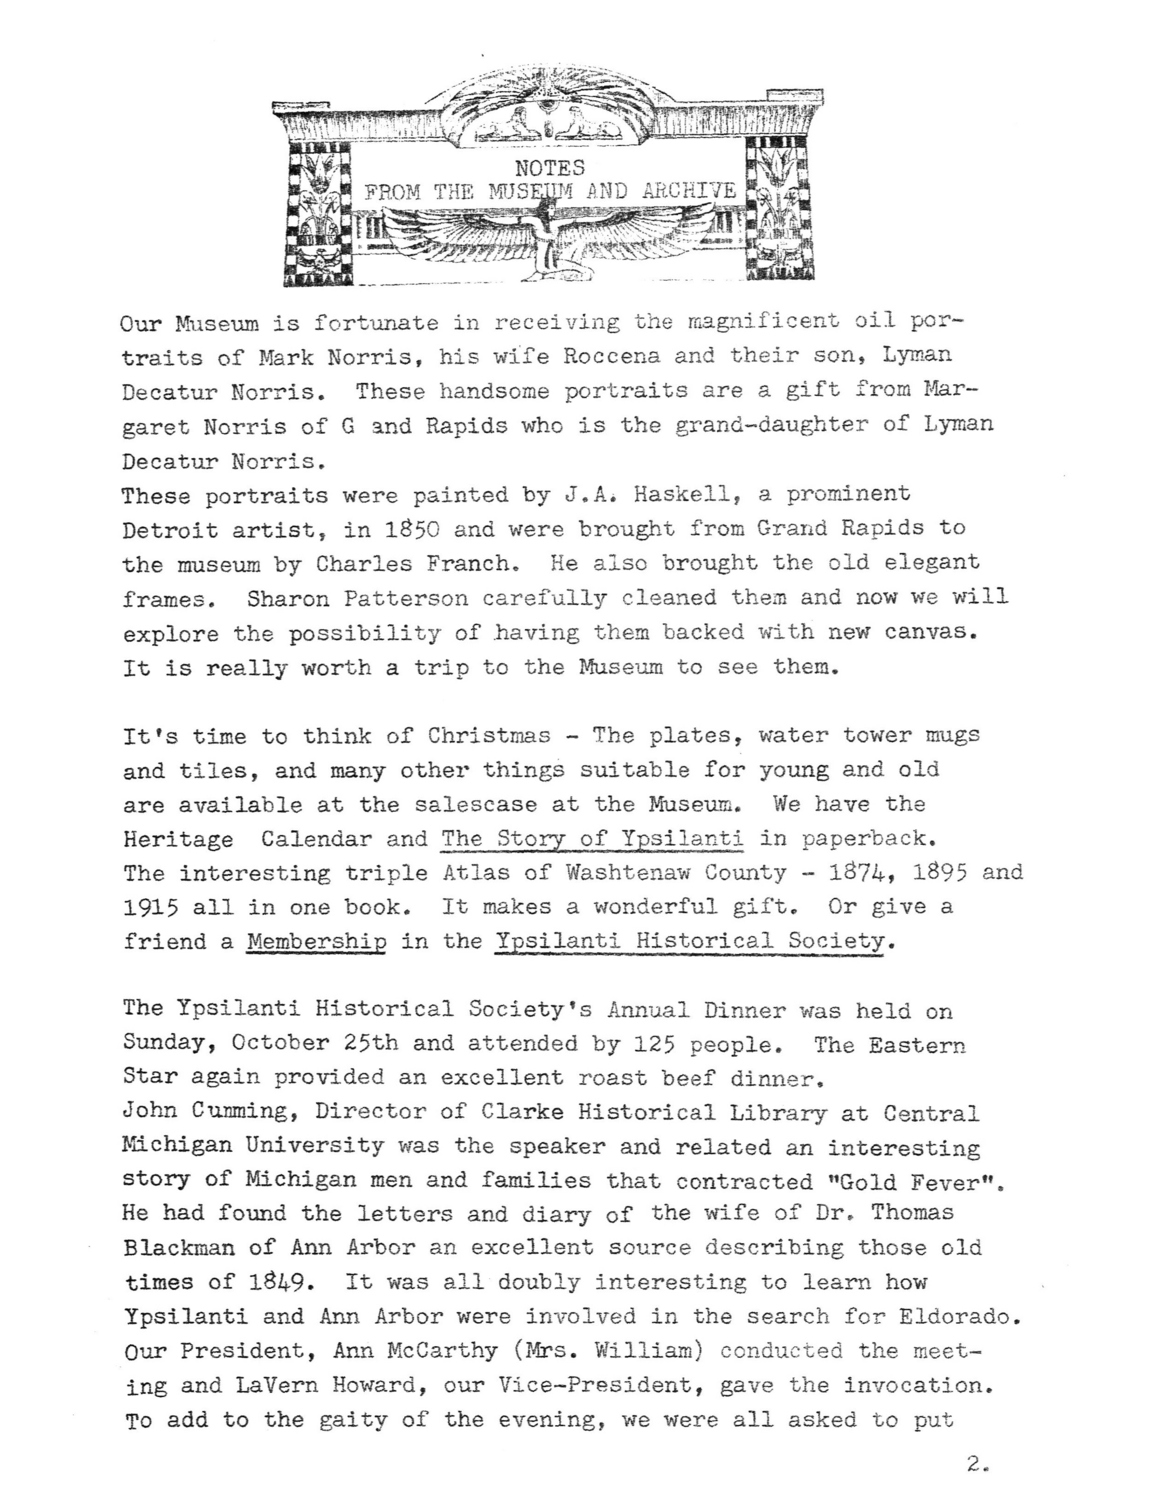 NOTES
FROM THE MUSEUM AND ARCHIVE
Our Museum is fortunate in receiving the magnificent oil por-
traits of Mark Norris, his wife Roccena and their son, Lyman
Decatur Norris. These handsome portraits are a gift from Mar-
garet Norris of G and Rapids who is the grand-daughter of Lyman
Decatur Norris.
These portraits were painted by J.A. Haskell, a prominent
Detroit artist, in 1850 and were brought from Grand Rapids to
the museum by Charles Franch. He also brought the old elegant
frames. Sharon Patterson carefully cleaned them and now we will
explore the possibility of having them backed with new canvas.
It is really worth a trip to the Museum to see them.
It's time to think of Christmas - The plates, water tower mugs
and tiles, and many other things suitable for young and old
are available at the salescase at the Museum. We have the
Heritage Calendar and The Story of Ypsilanti in paperback.
The interesting triple Atlas of Washtenaw County - 1874, 1895 and
1915 all in one book. It makes a wonderful gift. Or give a
friend a Membership in the Ypsilanti Historical Society.
The Ypsilanti Historical Society's Annual Dinner was held on
Sunday, October 25th and attended by 125 people. The Eastern
Star again provided an excellent roast beef dinner.
John Cumming, Director of Clarke Historical Library at Central
Michigan University was the speaker and related an interesting
story of Michigan men and families that contracted "Gold Fever".
He had found the letters and diary of the wife of Dr. Thomas
Blackman of Ann Arbor an excellent source describing those old
times of 1849. It was all doubly interesting to learn how
Ypsilanti and Ann Arbor were involved in the search for Eldorado.
Our President, Ann McCarthy (Mrs. William) conducted the meet-
ing and LaVern Howard, our Vice-President, gave the invocation.
To add to the gaity of the evening, we were all asked to put
2.